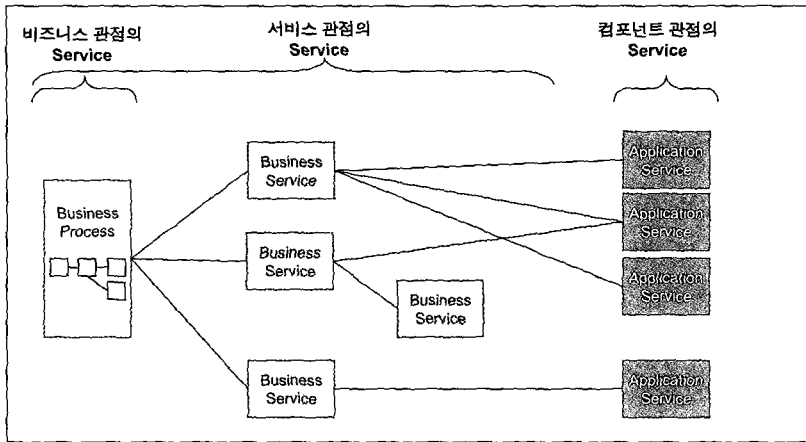 비즈니스 관점의
Service
서비스 관점의
Service
컴포넌트 관점의
Service
Business
Process
Business
Service
Business
Service
Business
Service
Business
Service
Application
Service
Application
Service
Application
Service
Application
Service